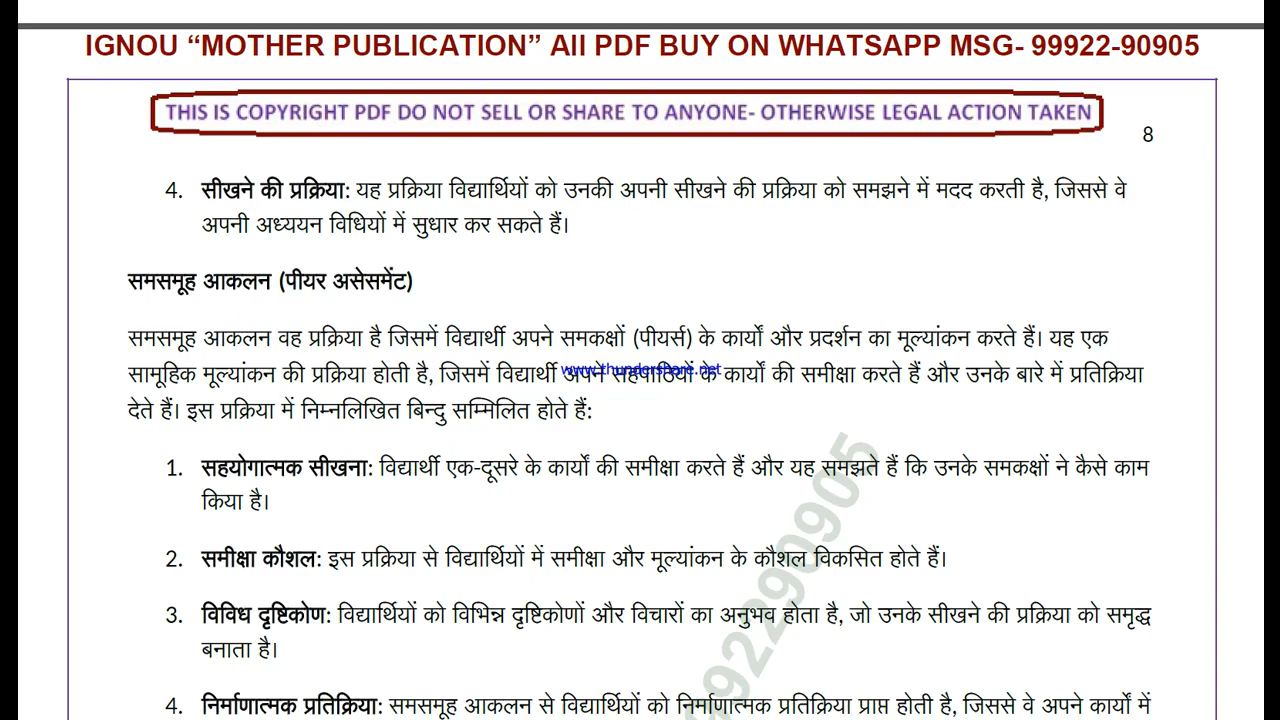 IGNOU “MOTHER PUBLICATION” All PDF BUY ON WHATSAPP MSG- 99922-90905
THIS IS COPYRIGHT PDF DO NOT SELL OR SHARE TO ANYONE- OTHERWISE LEGAL ACTION TAKEN
8
4. सीखने की प्रक्रिया: यह प्रक्रिया विद्यार्थियों को उनकी अपनी सीखने की प्रक्रिया को समझने में मदद करती है, जिससे वे
अपनी अध्ययन विधियों में सुधार कर सकते हैं।
समसमूह आकलन (पीयर असेसमेंट)
समसमूह आकलन वह प्रक्रिया है जिसमें विद्यार्थी अपने समकक्षों (पीयर्स) के कार्यों और प्रदर्शन का मूल्यांकन करते हैं। यह एक
सामूहिक मूल्यांकन की प्रक्रिया होती है, जिसमें विद्यार्थी अपने सहपाठियों के कार्यों की समीक्षा करते हैं और उनके बारे में प्रतिक्रिया
www.thundershare.net
देते हैं। इस प्रक्रिया में निम्नलिखित बिन्दु सम्मिलित होते हैं:
1. सहयोगात्मक सीखना: विद्यार्थी एक-दूसरे के कार्यों की समीक्षा करते हैं और यह समझते हैं कि उनके समकक्षों ने कैसे काम
किया है।
2. समीक्षा कौशल: इस प्रक्रिया से विद्यार्थियों में समीक्षा और मूल्यांकन के कौशल विकसित होते हैं।
3. विविध दृष्टिकोण: विद्यार्थियों को विभिन्न दृष्टिकोणों और विचारों का अनुभव होता है, जो उनके सीखने की प्रक्रिया को समृद्ध
बनाता है।
4. निर्माणात्मक प्रतिक्रिया: समसमूह आकलन से विद्यार्थियों को निर्माणात्मक प्रतिक्रिया प्राप्त होती है, जिससे वे अपने कार्यों में
992290905